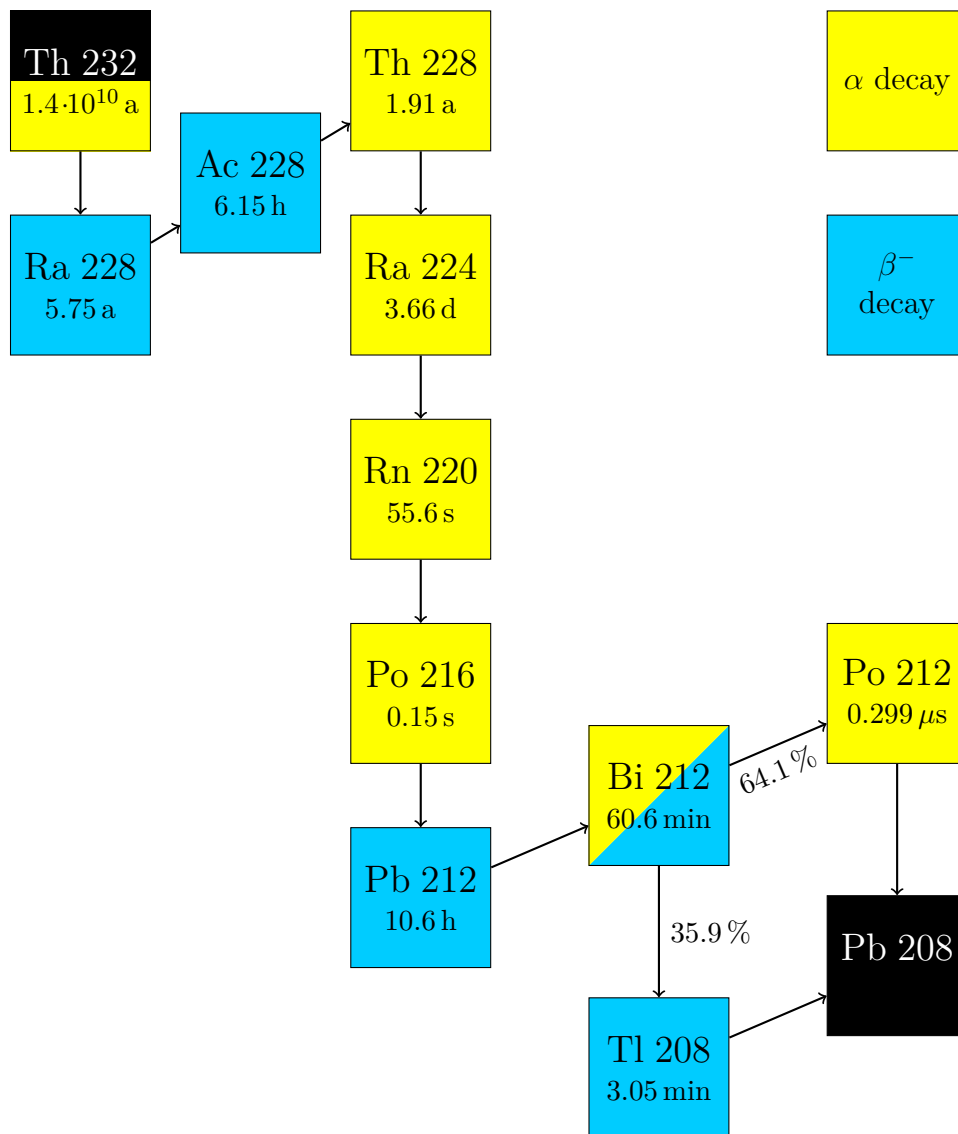 Th 232
1.4·10¹⁰ a
Th 228
1.91 a
α decay
Ac 228
6.15 h
Ra 228
5.75 a
Ra 224
3.66 d
β⁻
decay
Rn 220
55.6 s
Po 216
0.15 s
Po 212
0.299 μs
Bi 212
60.6 min
64.1 %
Pb 212
10.6 h
35.9 %
Pb 208
Tl 208
3.05 min